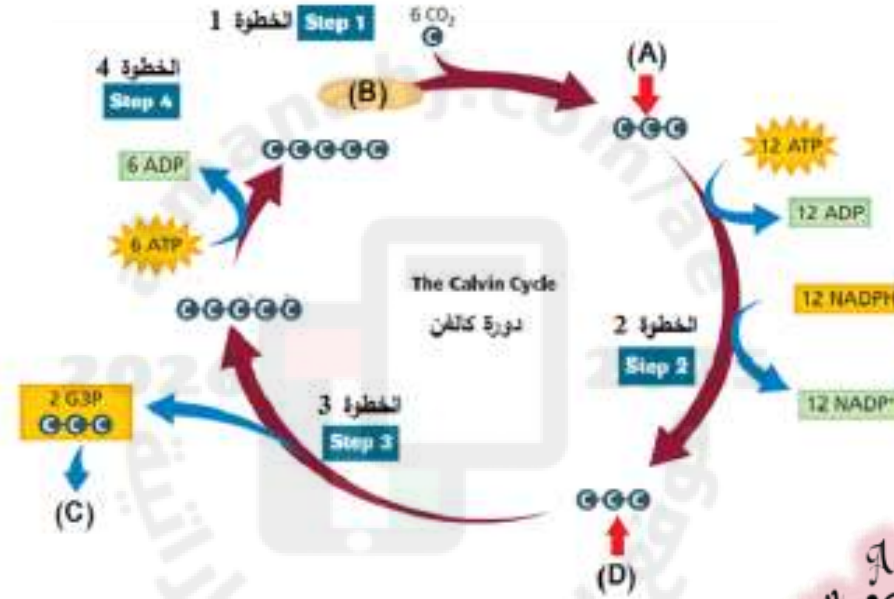 الخطوة 1 Step 1
6 CO₂
C
الخطوة 4
Step 4
(A)
(B)
C C C
12 ATP
C C C C C
6 ADP
12 ADP
6 ATP
The Calvin Cycle
دورة كالفن
12 NADPH
C C C C C
الخطوة 2
Step 2
2 G3P
C C C
الخطوة 3
Step 3
12 NADP⁺
(C)
C C C
(D)